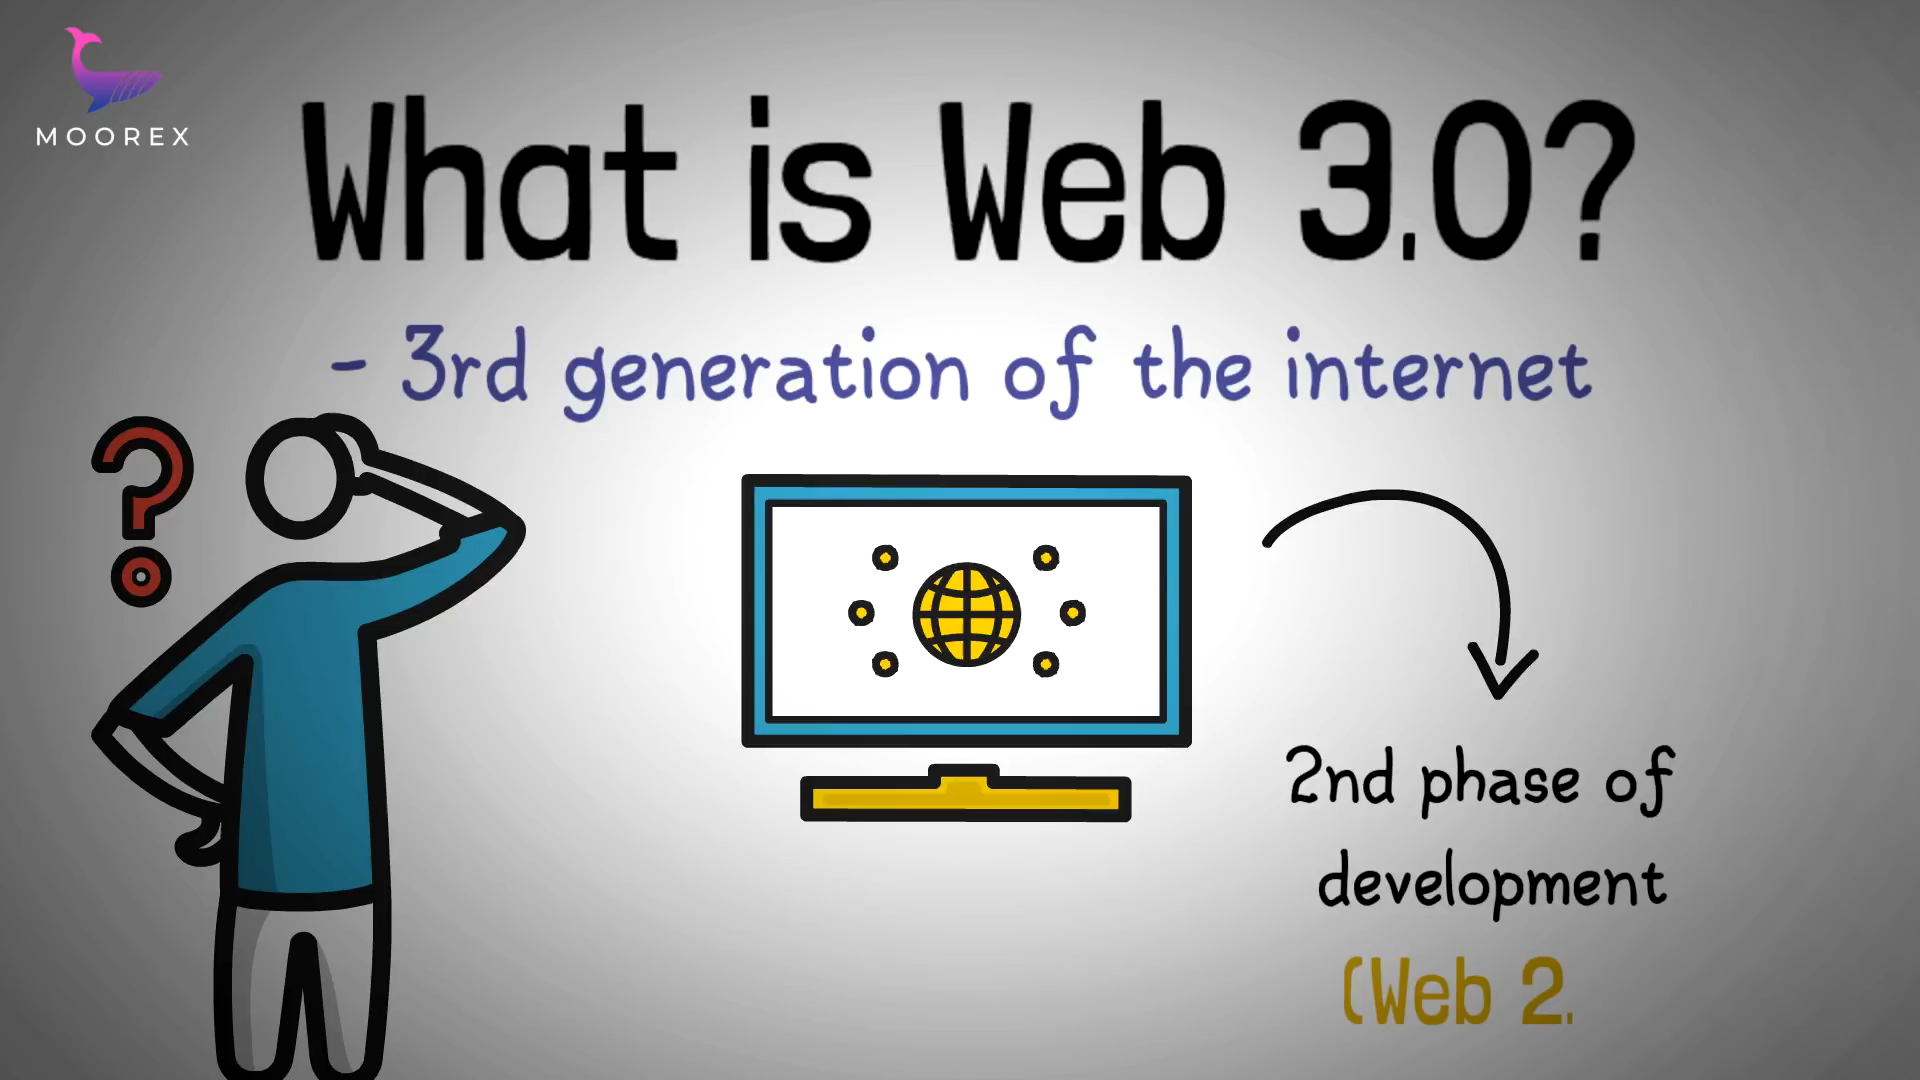 MOOREX
What is Web 3.0?
- 3rd generation of the internet
2nd phase of
development
(Web 2.